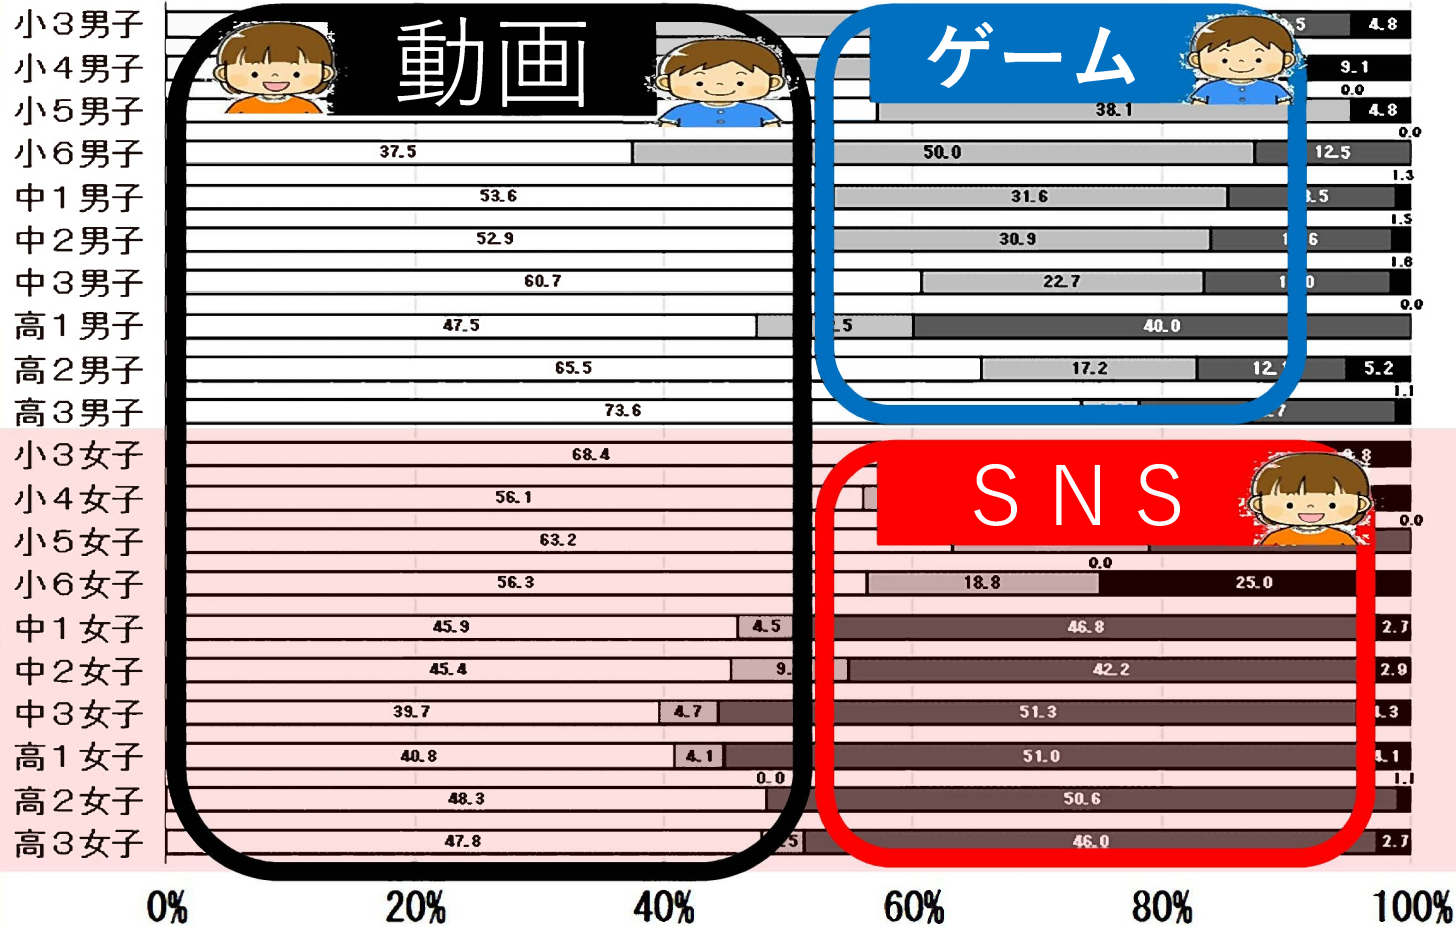 動画
ゲーム
小３男子 4.8
小４男子 9.1
0.0
小５男子 38.1 4.8
0.0
小６男子 37.5 50.0 12.5
1.3
中１男子 53.6 31.6
1.5
中２男子 52.9 30.9
1.6
中３男子 60.7 22.7
0.0
高１男子 47.5 40.0
高２男子 65.5 17.2 5.2
1.1
高３男子 73.6
ＳＮＳ
小３女子 68.4
小４女子 56.1
0.0
小５女子 63.2
0.0
小６女子 56.3 18.8 25.0
中１女子 45.9 4.5 46.8 2.7
中２女子 45.4 42.2 2.9
中３女子 39.7 4.7 51.3
高１女子 40.8 4.1 51.0
0.0 1.1
高２女子 48.3 50.6
高３女子 47.8 46.0 2.7
0% 20% 40% 60% 80% 100%